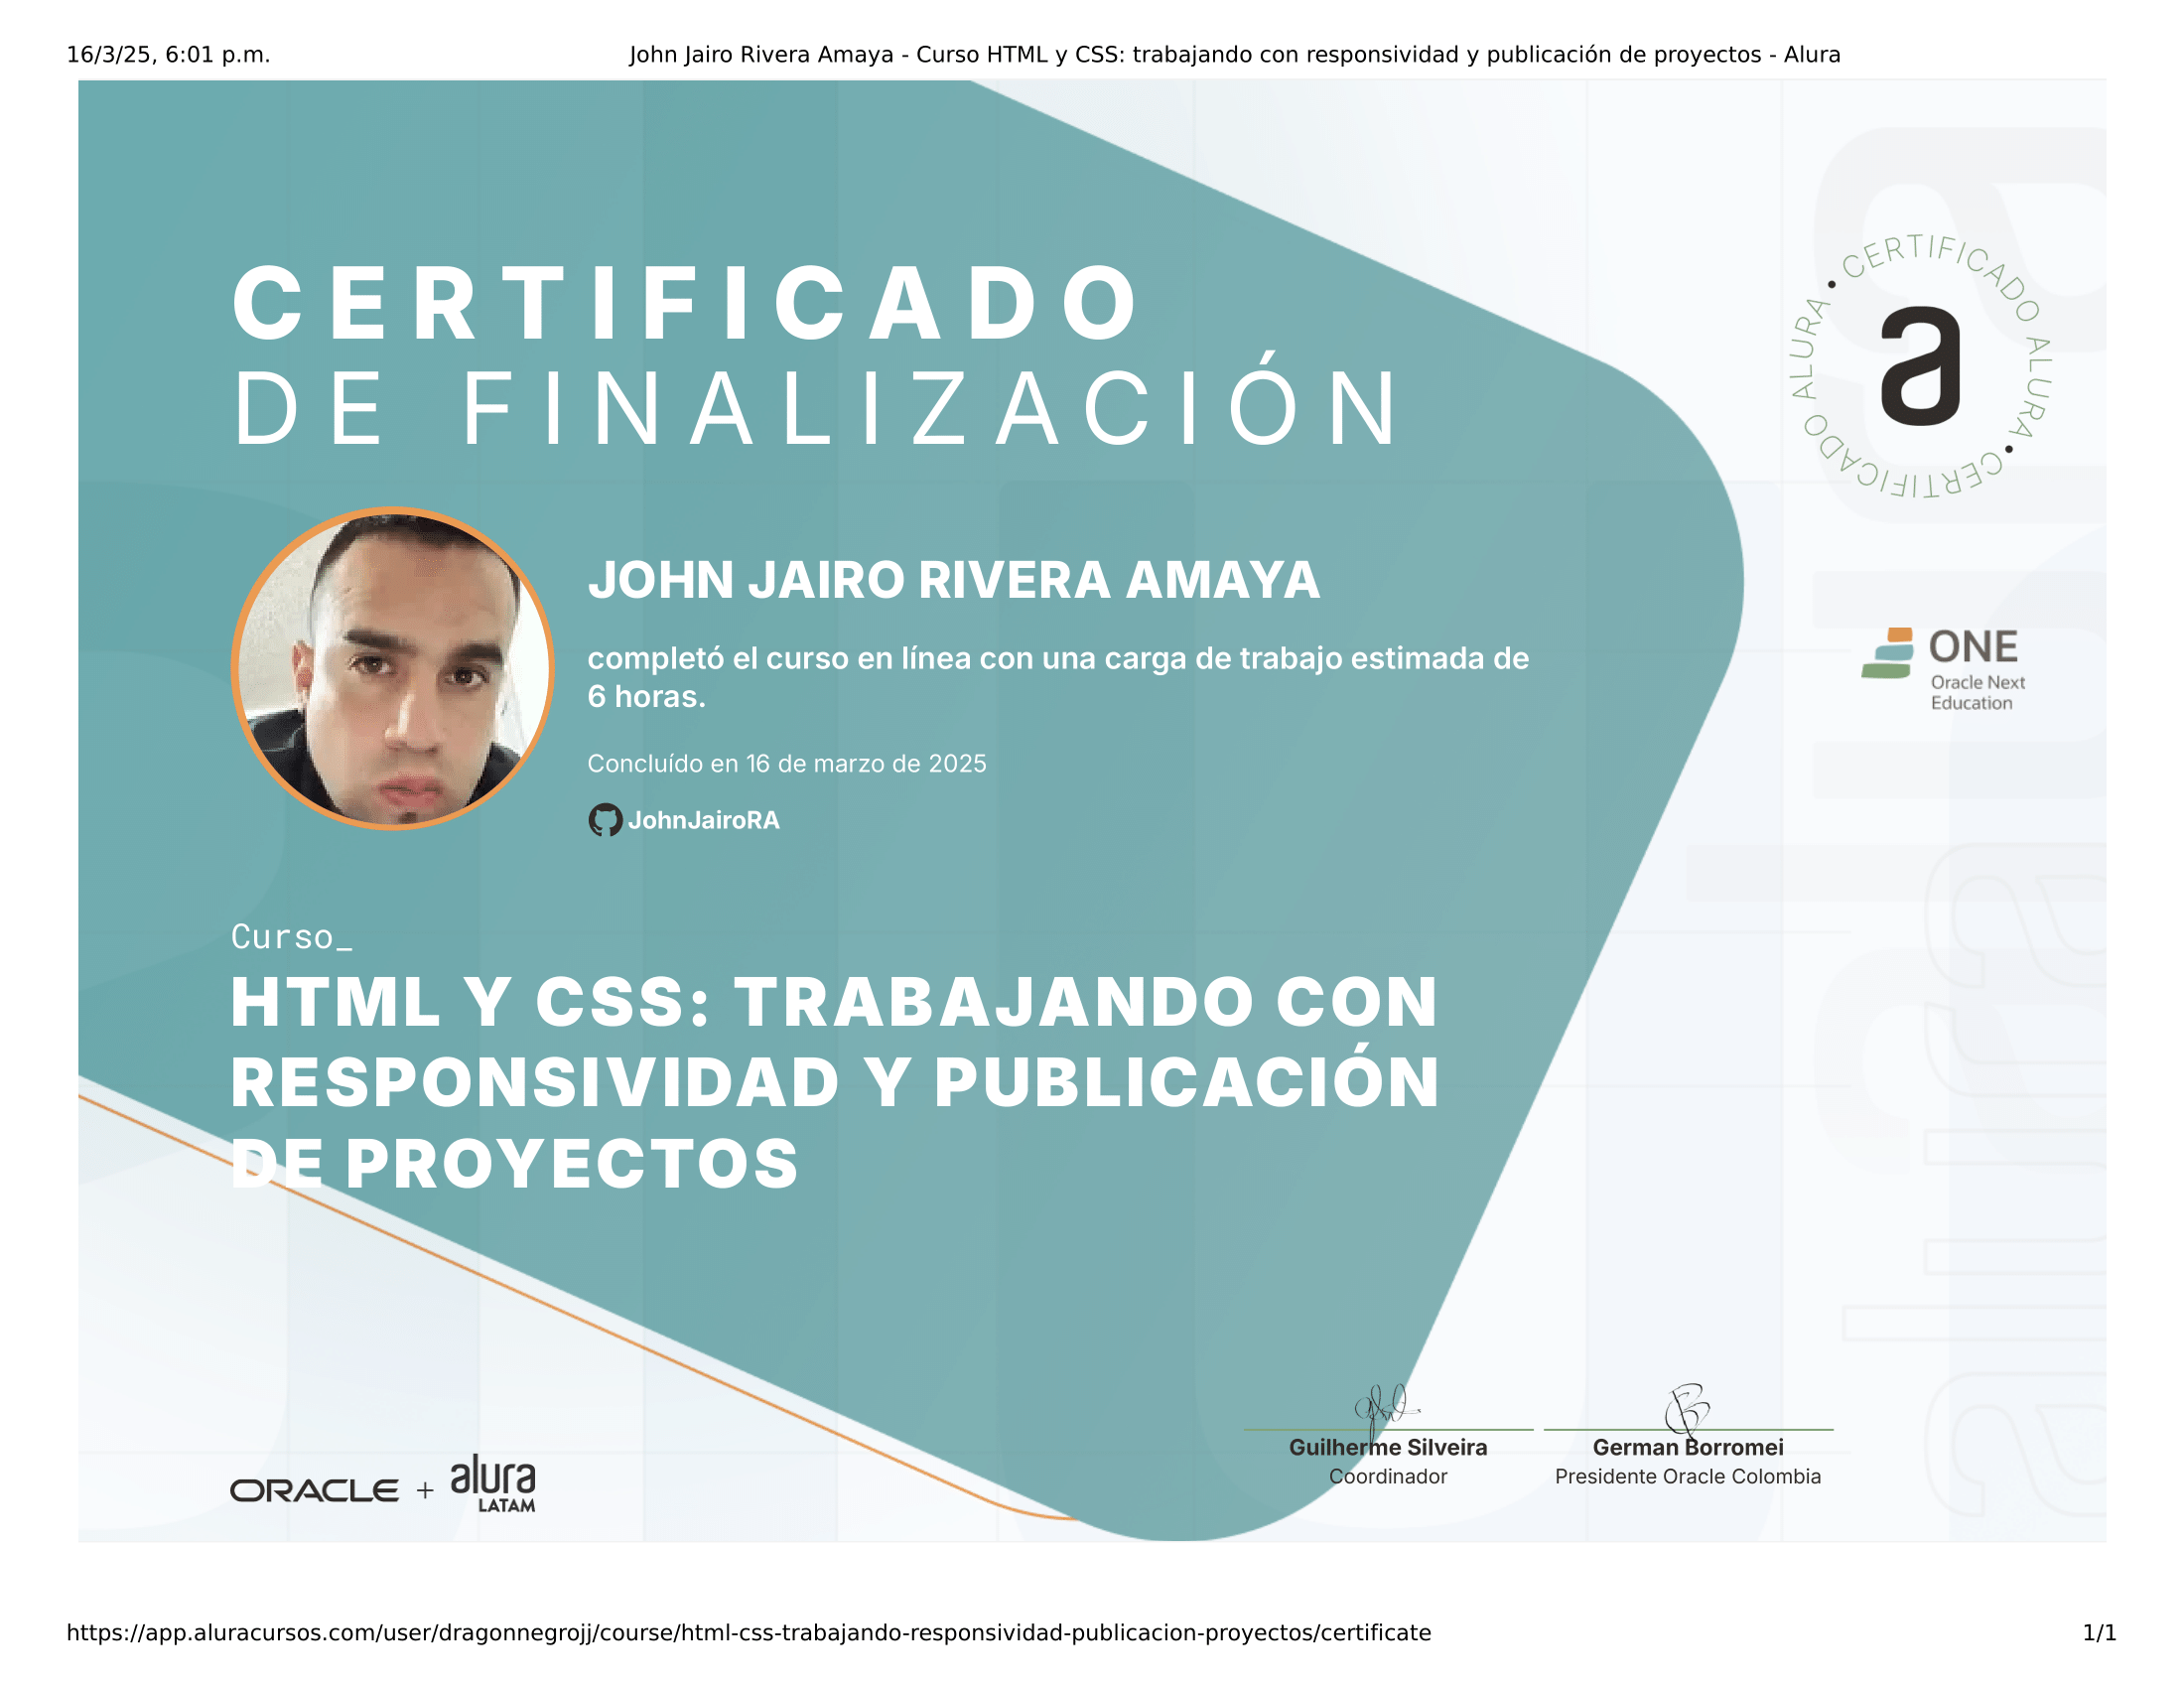 16/3/25, 6:01 p.m.
John Jairo Rivera Amaya - Curso HTML y CSS: trabajando con responsividad y publicación de proyectos - Alura
CERTIFICADO
DE FINALIZACIÓN
CERTIFICADO ALURA • CERTIFICADO ALURA •
a
JOHN JAIRO RIVERA AMAYA
completó el curso en línea con una carga de trabajo estimada de
6 horas.
Concluído en 16 de marzo de 2025
JohnJairoRA
ONE
Oracle Next
Education
Curso_
HTML Y CSS: TRABAJANDO CON
RESPONSIVIDAD Y PUBLICACIÓN
DE PROYECTOS
ORACLE + alura
LATAM
Guilherme Silveira
Coordinador
German Borromei
Presidente Oracle Colombia
alura
https://app.aluracursos.com/user/dragonnegrojj/course/html-css-trabajando-responsividad-publicacion-proyectos/certificate
1/1